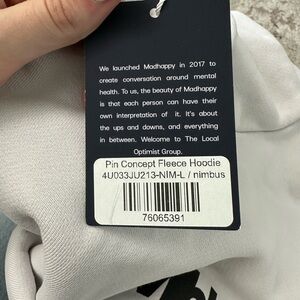 We launched Madhappy in 2017 to
create conversation around mental
health. To us, the beauty of Madhappy
is that each person can have their
own interpretation of it. It's about
the ups and downs, and everything
in between. Welcome to The Local
Optimist Group.
Pin Concept Fleece Hoodie
4U033JU213-NIM-L / nimbus
76065391